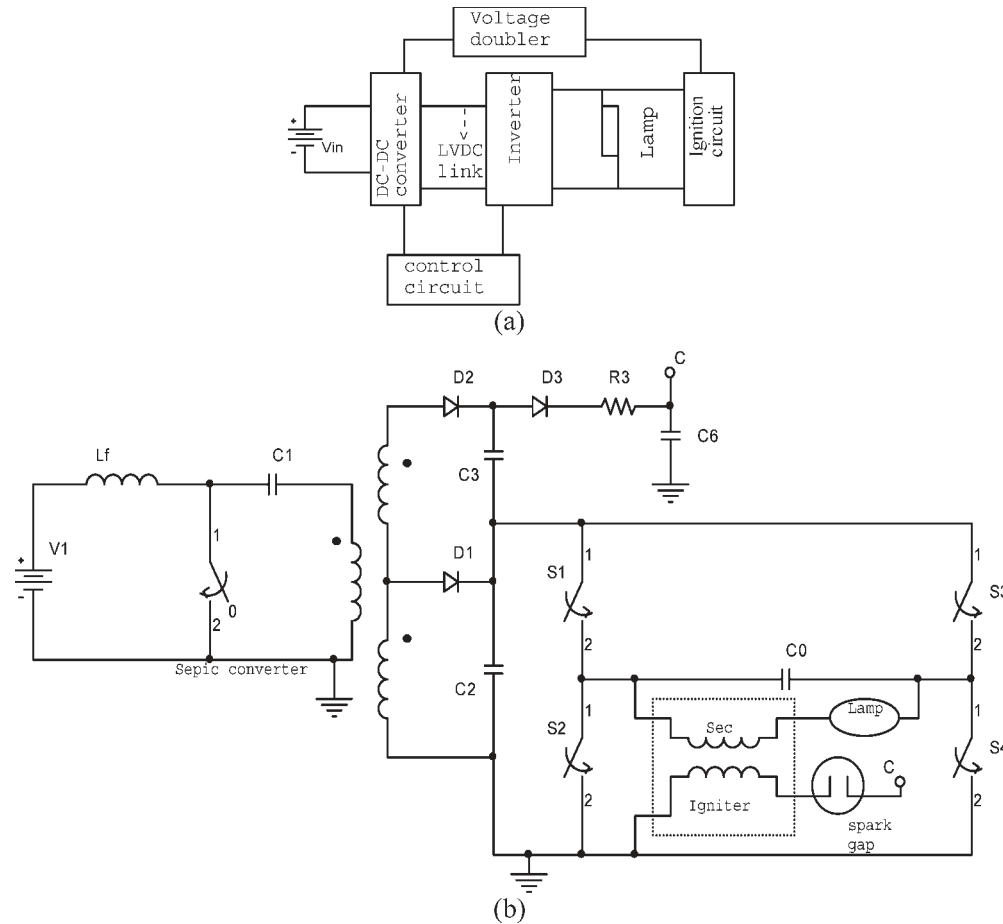 Voltage
doubler
+
-
Vin
DC-DC
converter
LVDC
link
Inverter
Lamp
Ignition
circuit
control
circuit
(a)
D2
D3
R3
C
C6
Lf
C1
C3
V1
+
-
1
0
2
Sepic converter
D1
C2
S1
1
2
1
S3
2
C0
S2
1
2
Sec
Lamp
Igniter
C
spark
gap
1
S4
2
(b)